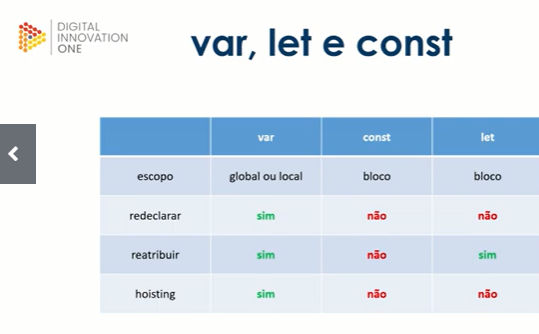 DIGITAL
INNOVATION
ONE
var, let e const
var const let
escopo global ou local bloco bloco
redeclarar sim não não
reatribuir sim não sim
hoisting sim não não